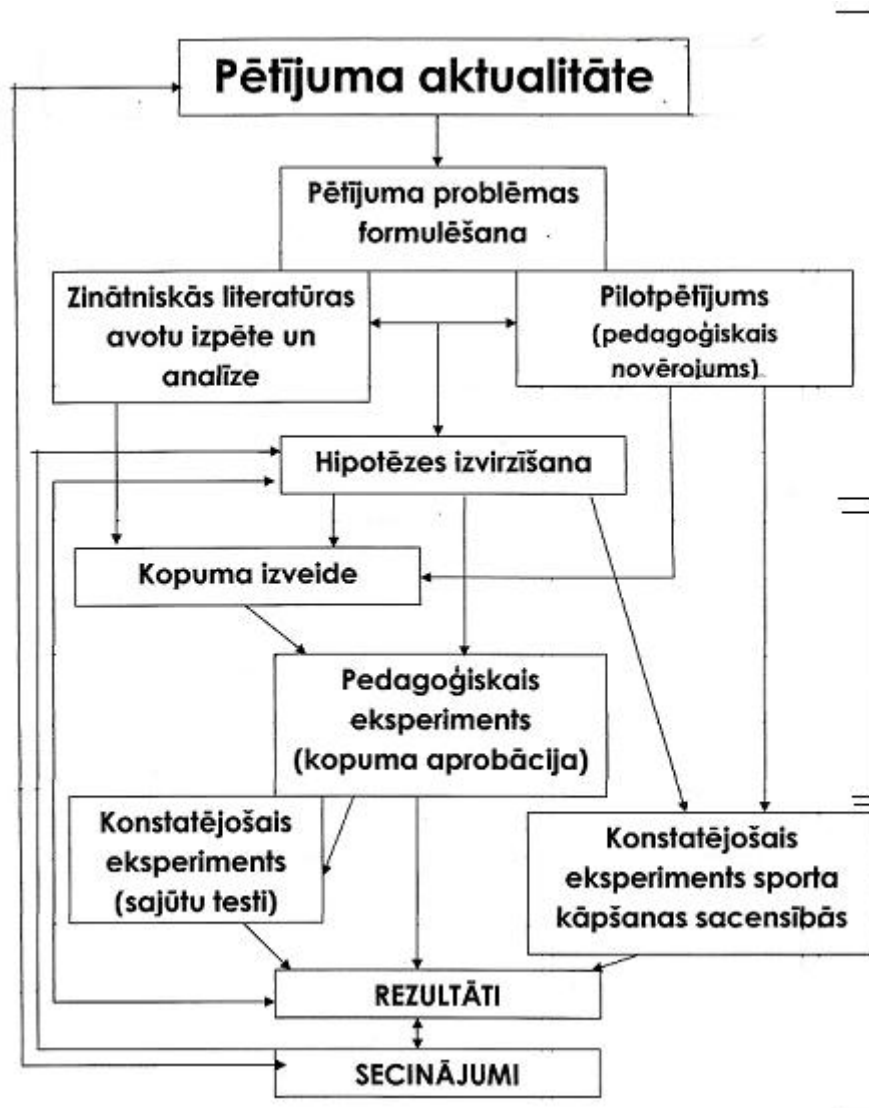 Pētījuma aktualitāte
Pētījuma problēmas
formulēšana
Zinātniskās literatūras
avotu izpēte un
analīze
Pilotpētījums
(pedagoģiskais
novērojums)
Hipotēzes izvirzīšana
Kopuma izveide
Pedagoģiskais
eksperiments
(kopuma aprobācija)
Konstatējošais
eksperiments
(sajūtu testi)
Konstatējošais
eksperiments sporta
kāpšanas sacensībās
REZULTĀTI
SECINĀJUMI